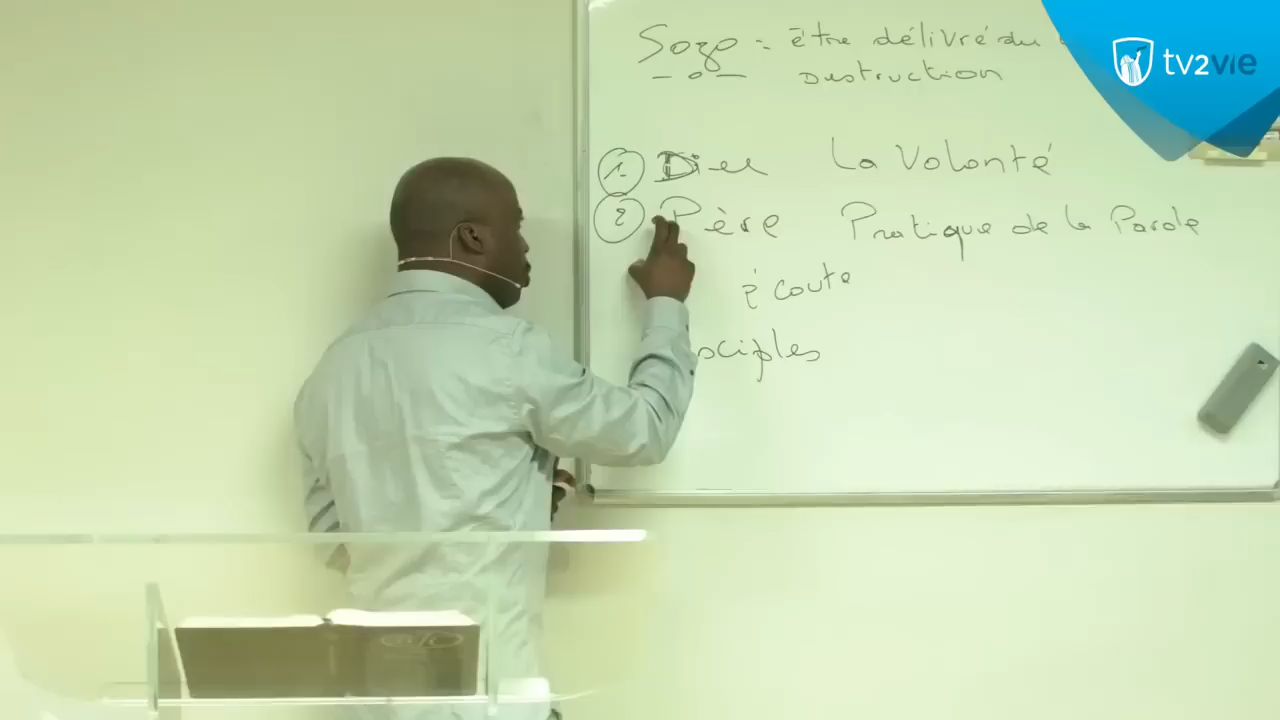 Sozo = être délivré du
Destruction
tv2vie
1. Dieu La Volonté
2 Père Pratique de la Parole
écoute
sciples